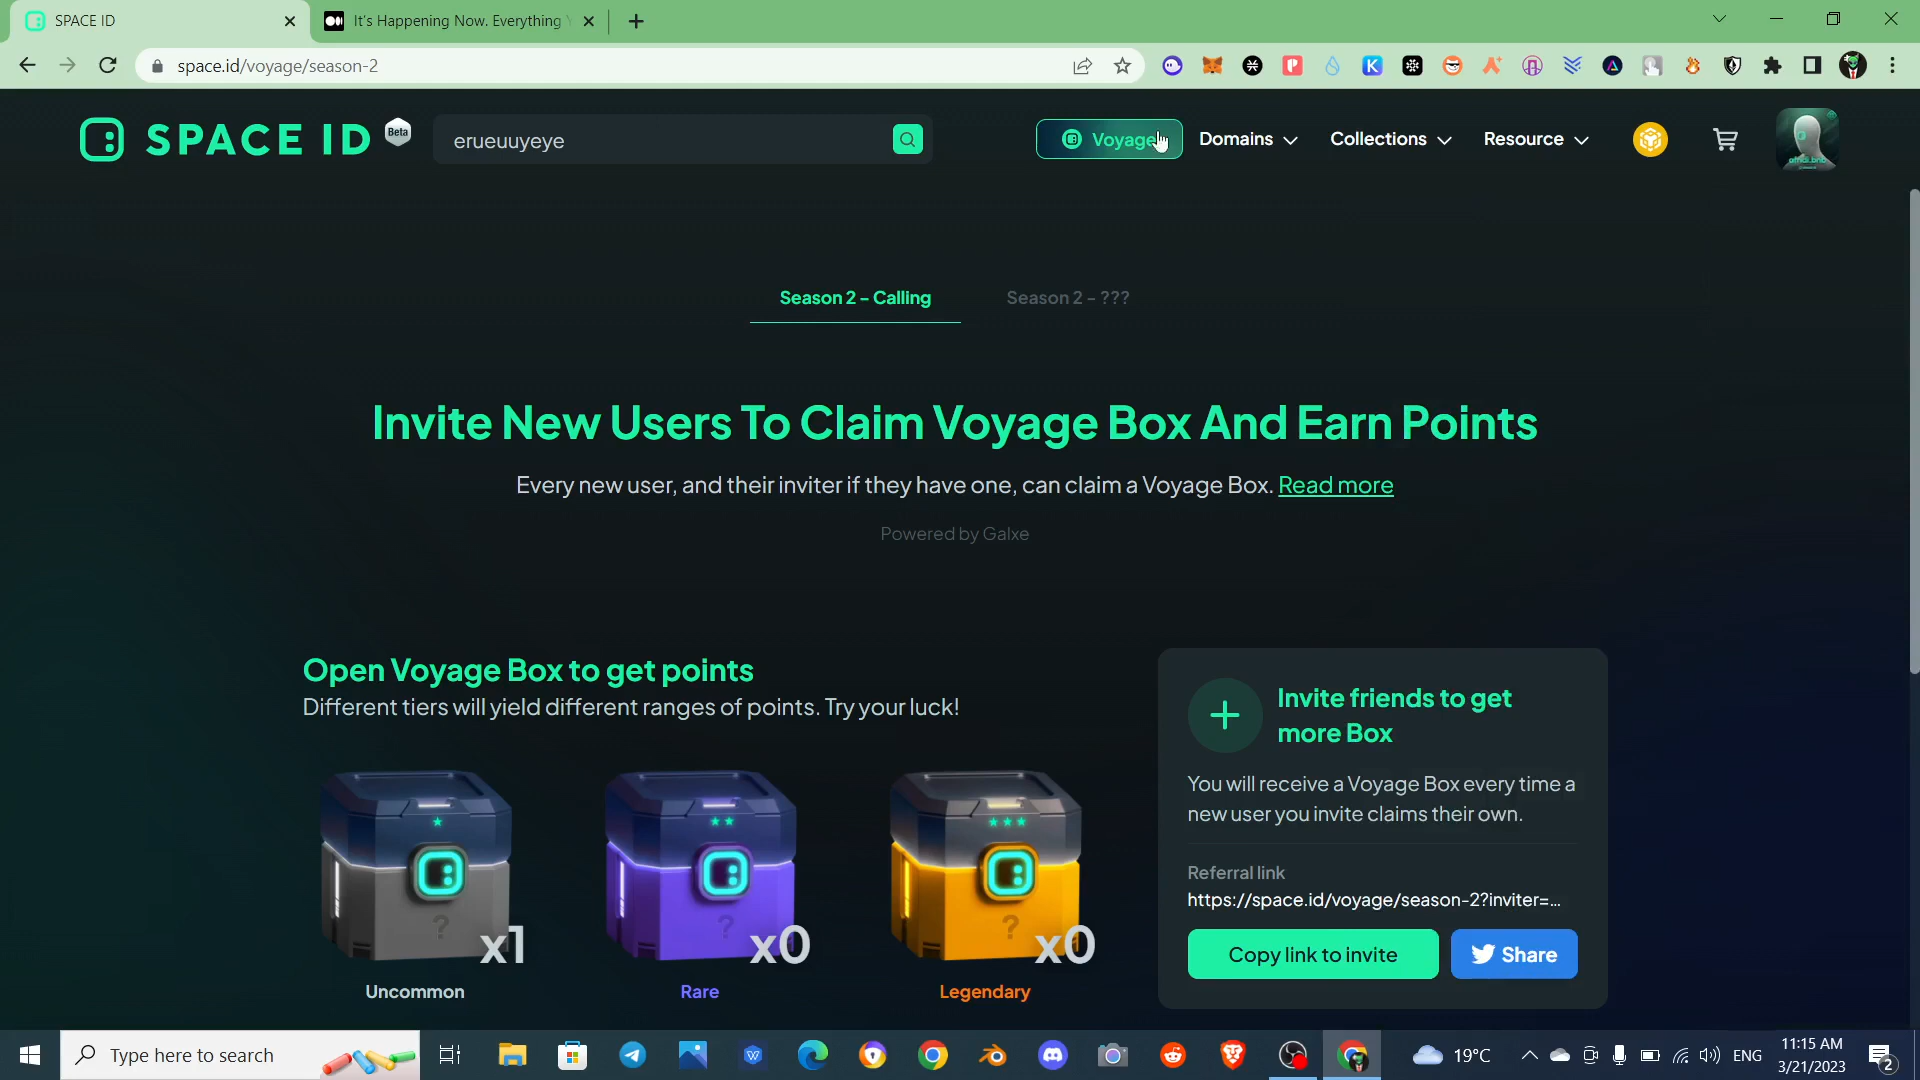 SPACE ID
It's Happening Now. Everything
space.id/voyage/season-2
SPACE ID
Beta
erueuuyeye
Voyage
Domains
Collections
Resource
Season 2 - Calling
Season 2 - ???
Invite New Users To Claim Voyage Box And Earn Points
Every new user, and their inviter if they have one, can claim a Voyage Box. Read more
Powered by Galxe
Open Voyage Box to get points
Different tiers will yield different ranges of points. Try your luck!
x1
x0
x0
Uncommon
Rare
Legendary
Invite friends to get
more Box
You will receive a Voyage Box every time a
new user you invite claims their own.
Referral link
https://space.id/voyage/season-2?inviter=...
Copy link to invite
Share
Type here to search
19°C
ENG
11:15 AM
3/21/2023
2